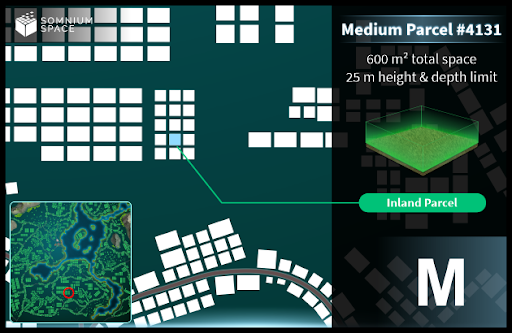 SOMNIUM
SPACE
Medium Parcel #4131
600 m² total space
25 m height & depth limit
Inland Parcel
M